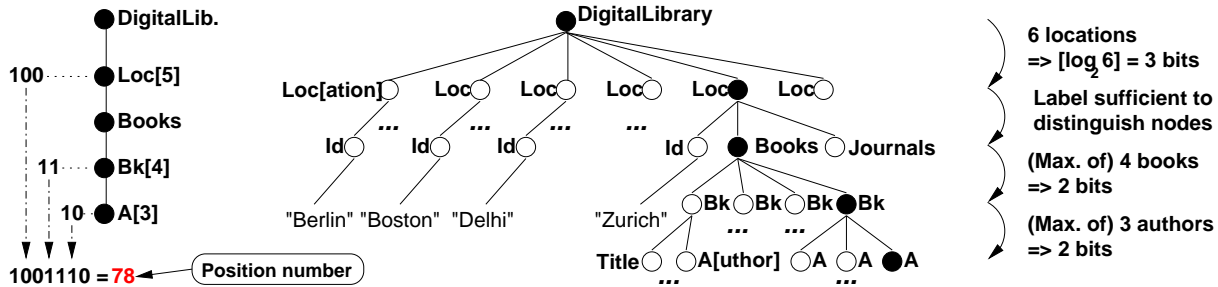 DigitalLib.
100 Loc[5]
Books
11 Bk[4]
10 A[3]
1001110 = 78
Position number
DigitalLibrary
Loc[ation] Loc Loc Loc Loc Loc
... ... ... ...
Id Id Id Id Books Journals
"Berlin" "Boston" "Delhi" "Zurich" Bk Bk Bk Bk
... ...
Title A[uthor] A A A
... ...
6 locations
=> [log₂ 6] = 3 bits
Label sufficient to
distinguish nodes
(Max. of) 4 books
=> 2 bits
(Max. of) 3 authors
=> 2 bits